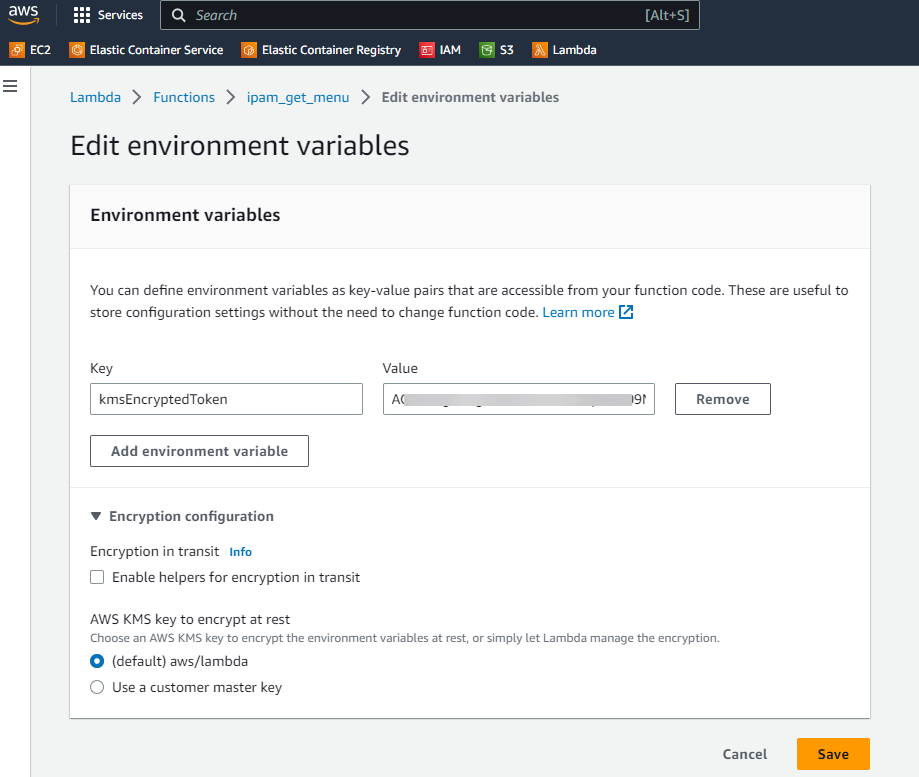 aws Services Search [Alt+S]
EC2 Elastic Container Service Elastic Container Registry IAM S3 Lambda
Lambda Functions ipam_get_menu Edit environment variables
Edit environment variables
Environment variables
You can define environment variables as key-value pairs that are accessible from your function code. These are useful to
store configuration settings without the need to change function code. Learn more
Key Value
kmsEncryptedToken Remove
Add environment variable
Encryption configuration
Encryption in transit Info
Enable helpers for encryption in transit
AWS KMS key to encrypt at rest
Choose an AWS KMS key to encrypt the environment variables at rest, or simply let Lambda manage the encryption.
(default) aws/lambda
Use a customer master key
Cancel Save